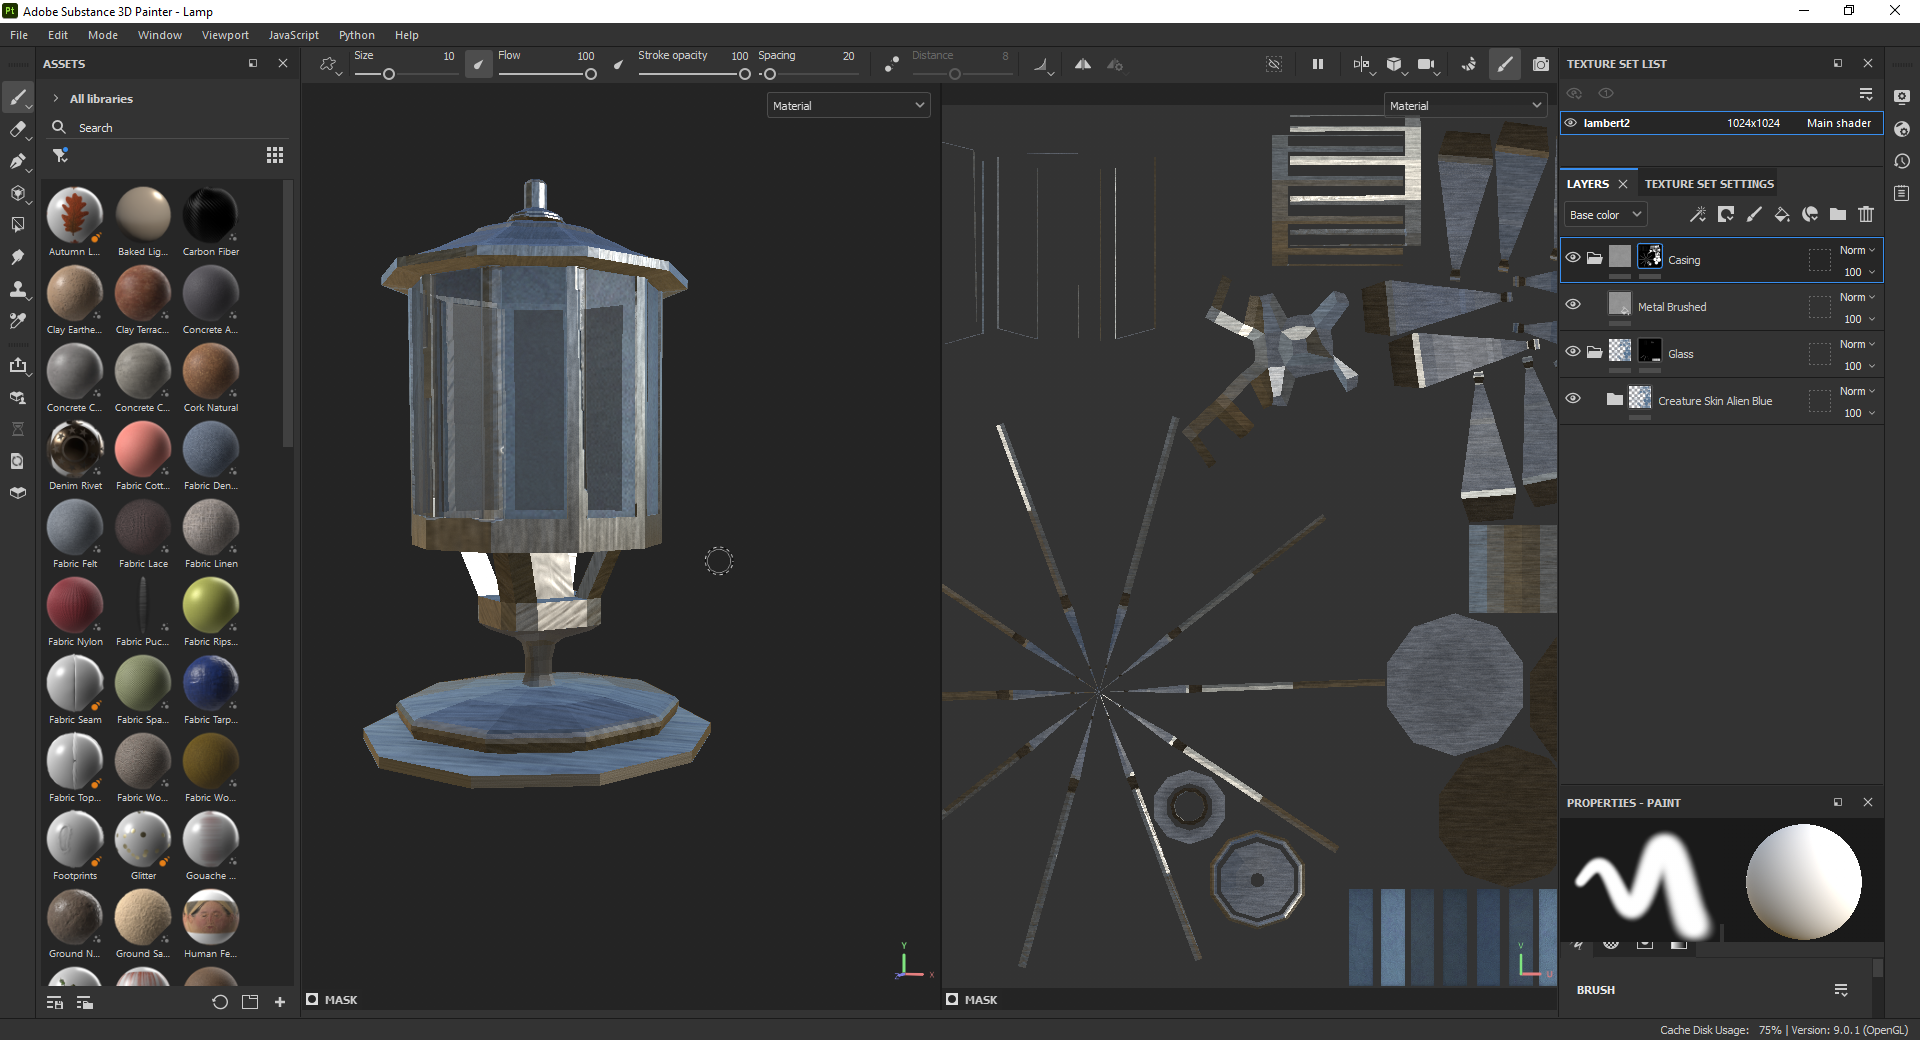 Pt Adobe Substance 3D Painter - Lamp
File Edit Mode Window Viewport JavaScript Python Help
ASSETS
Size 10 Flow 100 Stroke opacity 100 Spacing 20 Distance 8
All libraries
Search
Autumn L... Baked Lig... Carbon Fiber
Clay Earthe... Clay Terrac... Concrete A...
Concrete C... Concrete C... Cork Natural
Denim Rivet Fabric Cott... Fabric Den...
Fabric Felt Fabric Lace Fabric Linen
Fabric Nylon Fabric Puc... Fabric Rips...
Fabric Seam Fabric Spa... Fabric Tarp...
Fabric Top... Fabric Wo... Fabric Wo...
Footprints Glitter Gouache ...
Ground N... Ground Sa... Human Fe...
Material
Y
Z X
MASK
Material
V
U
MASK
TEXTURE SET LIST
lambert2 1024x1024 Main shader
LAYERS TEXTURE SET SETTINGS
Base color
Casing Norm
100
Metal Brushed Norm
100
Glass Norm
100
Creature Skin Alien Blue Norm
100
PROPERTIES - PAINT
BRUSH
Cache Disk Usage: 75% | Version: 9.0.1 (OpenGL)